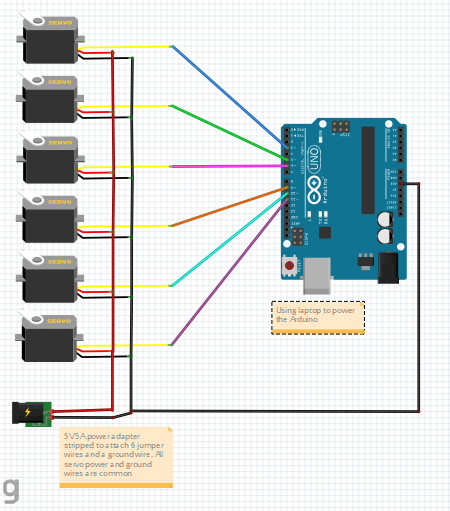 SERVO
SERVO
SERVO
SERVO
SERVO
SERVO
UNO
Arduino
Using laptop to power
the Arduino
5V5A power adapter
stripped to attach 6 jumper
wires and a ground wire. All
servo power and ground
wires are common
g